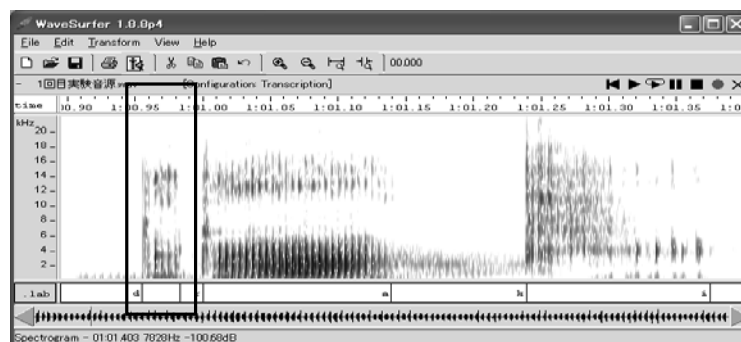 WaveSurfer 1.8.8p4
File Edit Transform View Help
00.000
1回目実験音源.wav [Configuration: Transcription]
time 00.90 1:00.95 1:01.00 1:01.05 1:01.10 1:01.15 1:01.20 1:01.25 1:01.30 1:01.35
kHz
20
18
16
14
12
10
8
6
4
2
.lab d a k i
Spectrogram - 01:01.403 7828Hz -100.68dB